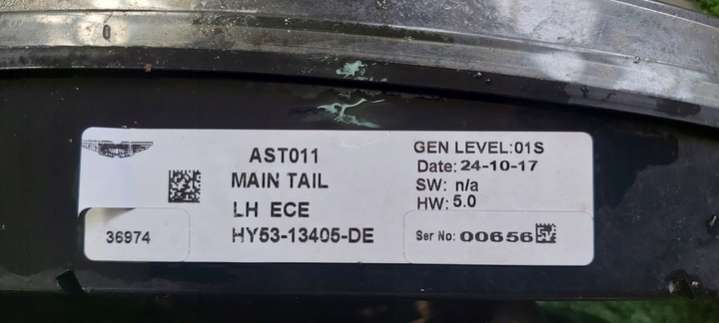 AST011
MAIN TAIL
LH ECE
HY53-13405-DE
36974
GEN LEVEL:01S
Date: 24-10-17
SW: n/a
HW: 5.0
Ser No: 00656